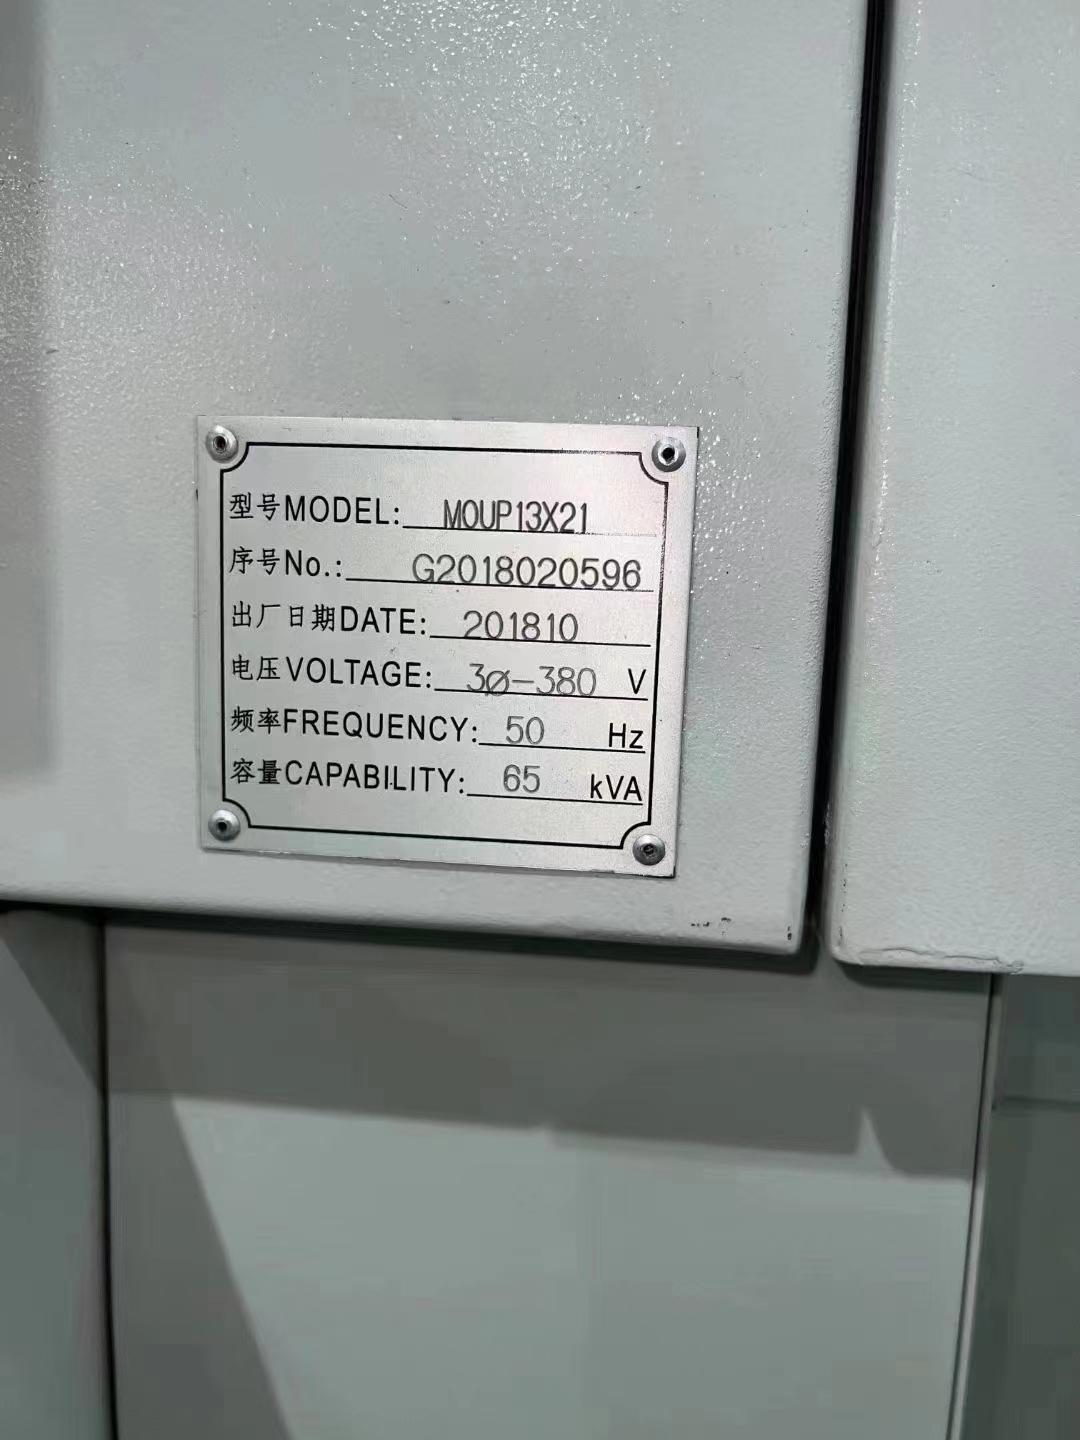 型号MODEL: MOUP13X21
序号No.: G2018020596
出厂日期DATE: 201810
电压VOLTAGE: 3Ø-380 V
频率FREQUENCY: 50 Hz
容量CAPABILITY: 65 kVA